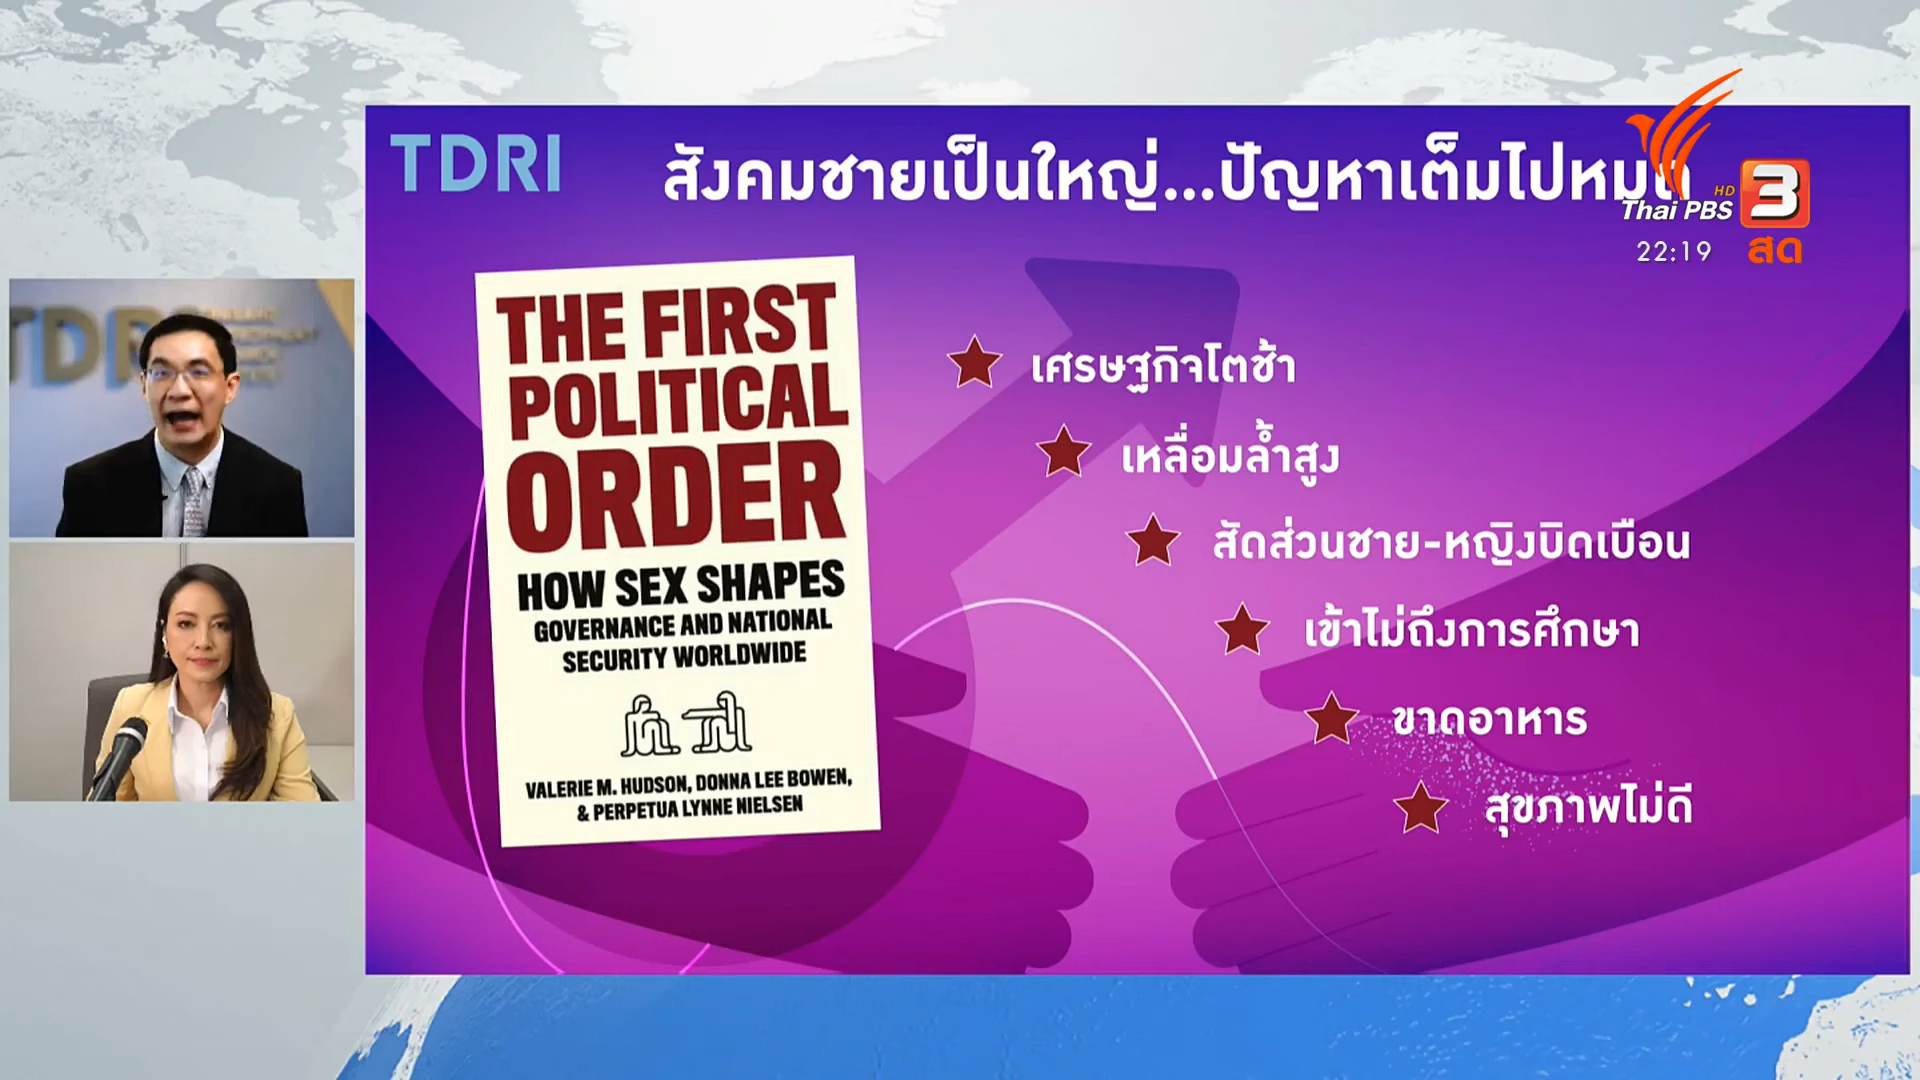 TDRI
สังคมชายเป็นใหญ่...ปัญหาเต็มไปหมด
HD
Thai PBS 3
22:19 สด
THE FIRST
POLITICAL
ORDER
HOW SEX SHAPES
GOVERNANCE AND NATIONAL
SECURITY WORLDWIDE
VALERIE M. HUDSON, DONNA LEE BOWEN,
& PERPETUA LYNNE NIELSEN
เศรษฐกิจโตช้า
เหลื่อมล้ำสูง
สัดส่วนชาย-หญิงบิดเบือน
เข้าไม่ถึงการศึกษา
ขาดอาหาร
สุขภาพไม่ดี